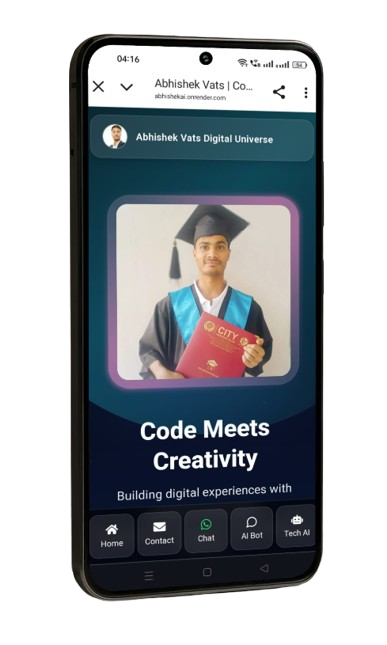 04:16
54
Abhishek Vats | Co...
abhishekai.onrender.com
Abhishek Vats Digital Universe
CITY
Code Meets
Creativity
Building digital experiences with
Home
Contact
Chat
AI Bot
Tech AI